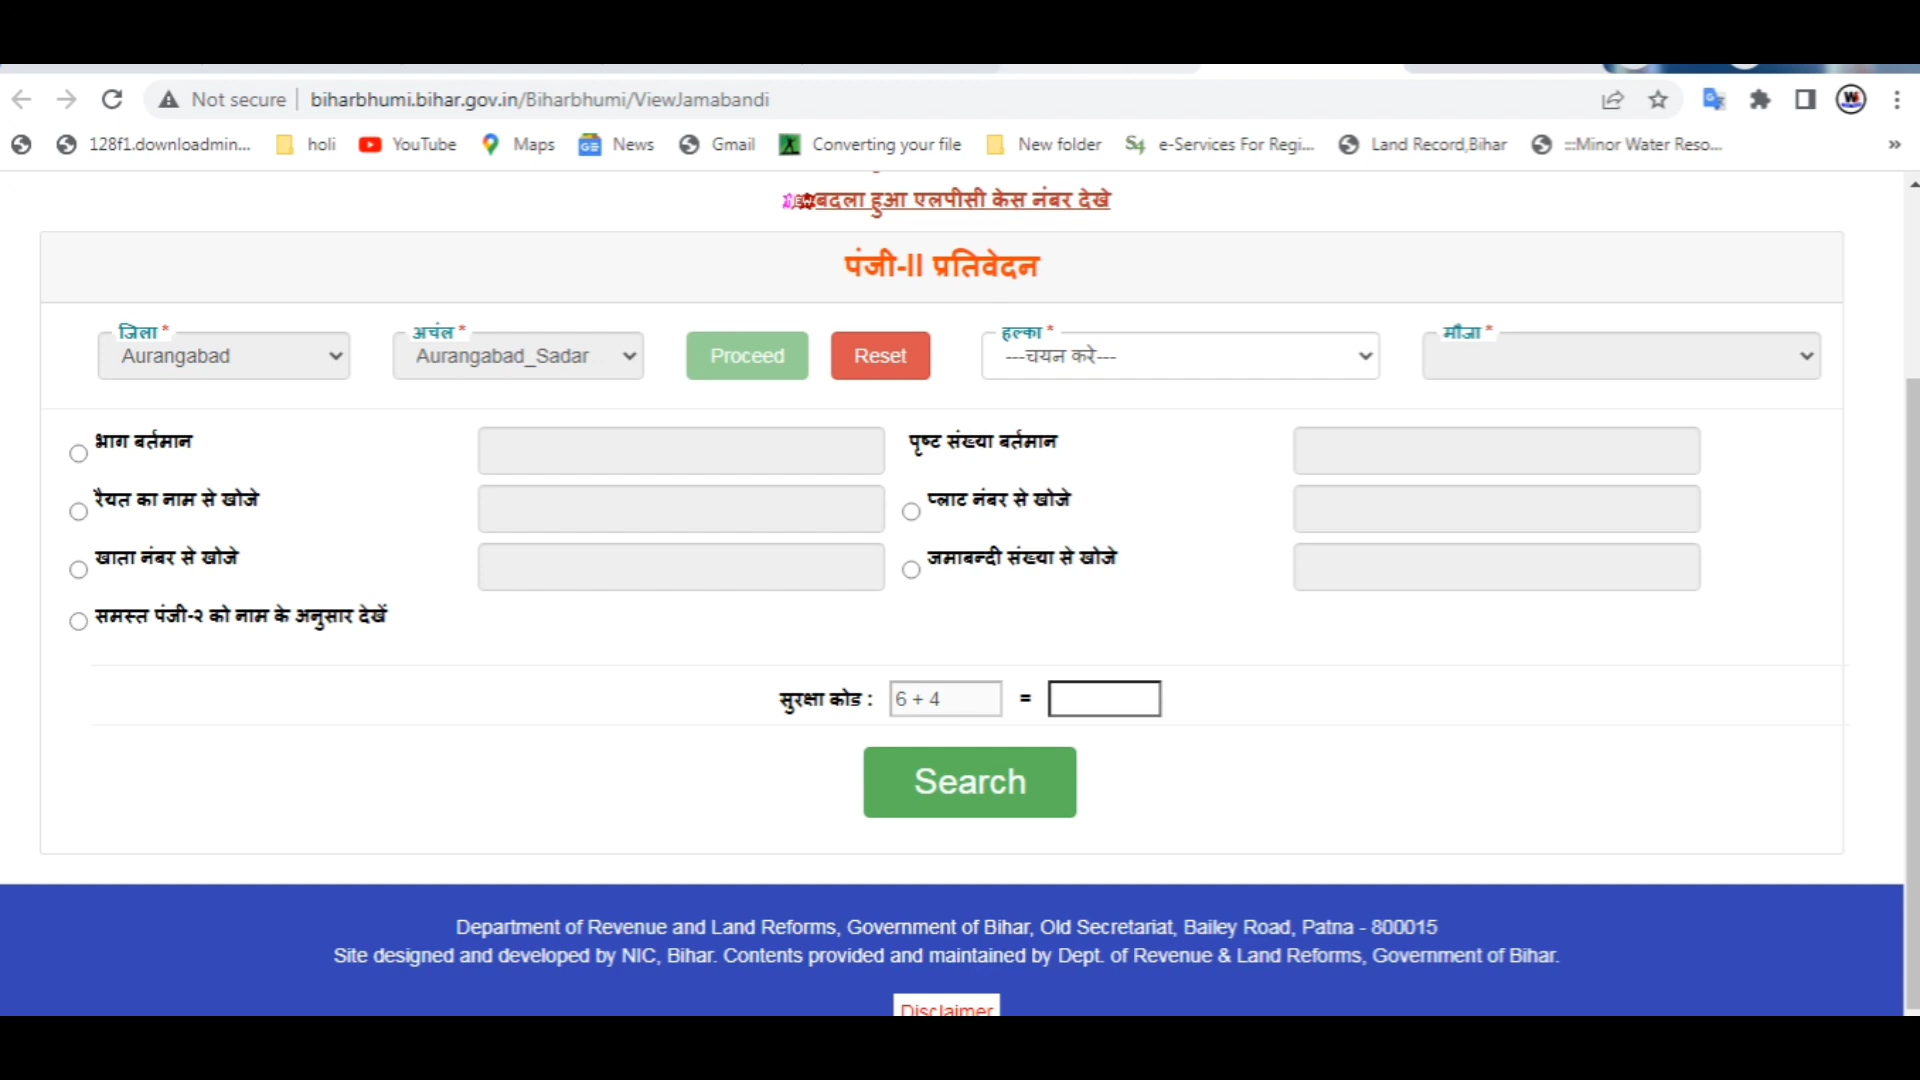 Not secure | biharbhumi.bihar.gov.in/Biharbhumi/ViewJamabandi
128f1.downloadmin... holi YouTube Maps News Gmail Converting your file New folder e-Services For Regi... Land Record,Bihar :::Minor Water Reso... »
NEW बदला हुआ एलपीसी केस नंबर देखे
पंजी-II प्रतिवेदन
जिला * अचंल * हल्का * मौजा *
Aurangabad Aurangabad_Sadar Proceed Reset ---चयन करे---
भाग बर्तमान पृष्ट संख्या बर्तमान
रैयत का नाम से खोजे प्लाट नंबर से खोजे
खाता नंबर से खोजे जमाबन्दी संख्या से खोजे
समस्त पंजी-२ को नाम के अनुसार देखें
सुरक्षा कोड : 6 + 4 =
Search
Department of Revenue and Land Reforms, Government of Bihar, Old Secretariat, Bailey Road, Patna - 800015
Site designed and developed by NIC, Bihar. Contents provided and maintained by Dept. of Revenue & Land Reforms, Government of Bihar.
Disclaimer